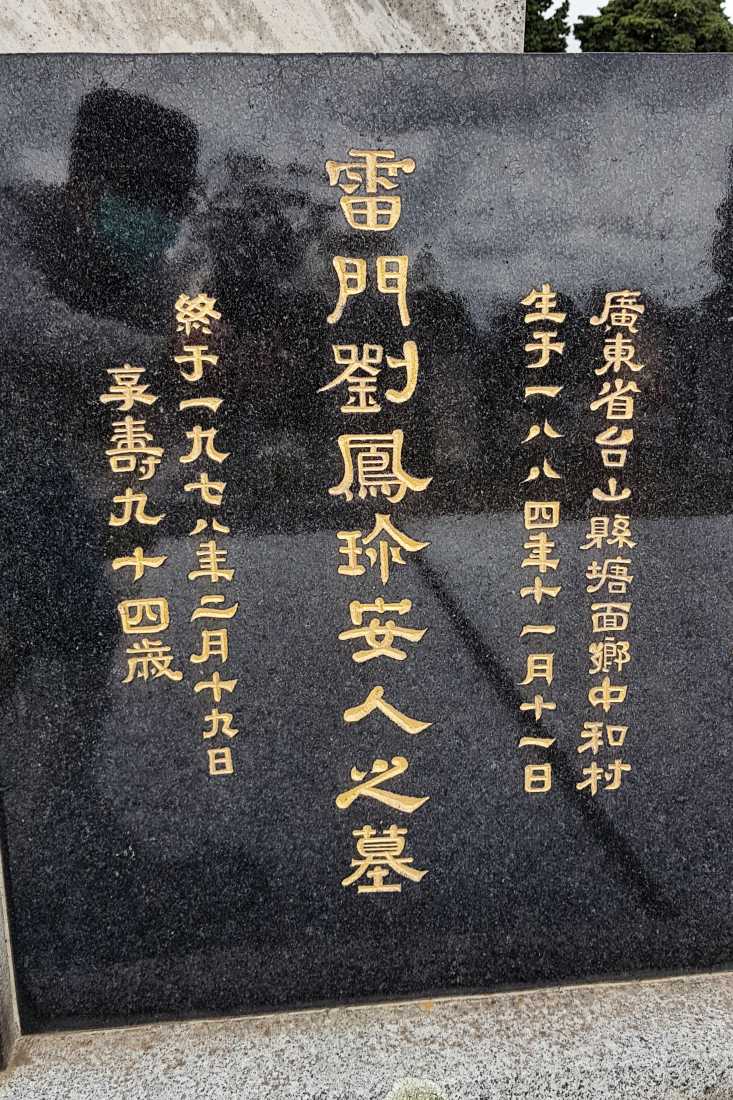 廣東省台山縣塘面鄉中和村
生于一八八四年十一月十一日
雷門劉鳳珍安人之墓
終于一九七八年二月十九日
享壽九十四歲